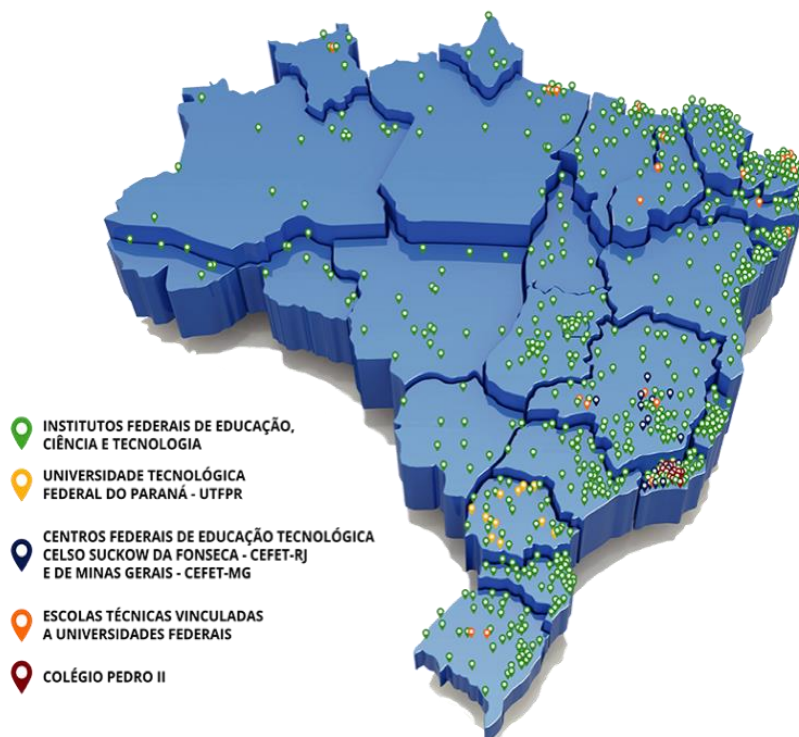 INSTITUTOS FEDERAIS DE EDUCAÇÃO,
CIÊNCIA E TECNOLOGIA
UNIVERSIDADE TECNOLÓGICA
FEDERAL DO PARANÁ - UTFPR
CENTROS FEDERAIS DE EDUCAÇÃO TECNOLÓGICA
CELSO SUCKOW DA FONSECA - CEFET-RJ
E DE MINAS GERAIS - CEFET-MG
ESCOLAS TÉCNICAS VINCULADAS
A UNIVERSIDADES FEDERAIS
COLÉGIO PEDRO II